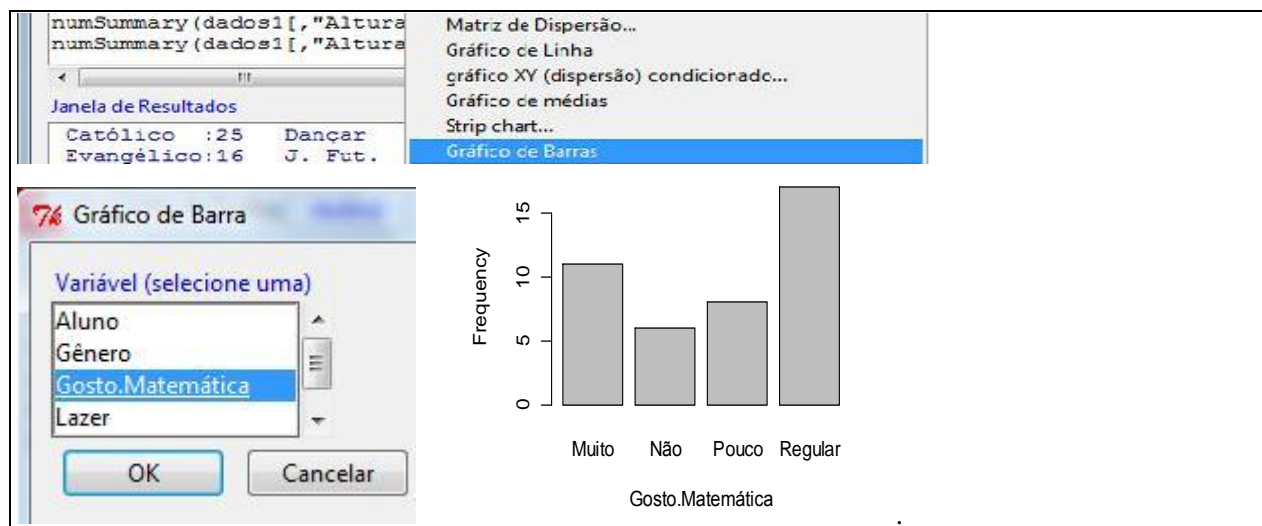 numSummary(dados1[,"Altura
numSummary(dados1[,"Altura
Janela de Resultados
Católico :25 Dançar
Evangélico:16 J. Fut.
Matriz de Dispersão...
Gráfico de Linha
gráfico XY (dispersão) condicionado...
Gráfico de médias
Strip chart...
Gráfico de Barras
Gráfico de Barra
Variável (selecione uma)
Aluno
Gênero
Gosto.Matemática
Lazer
OK Cancelar
Frequency
15
10
5
0
Muito Não Pouco Regular
Gosto.Matemática
.